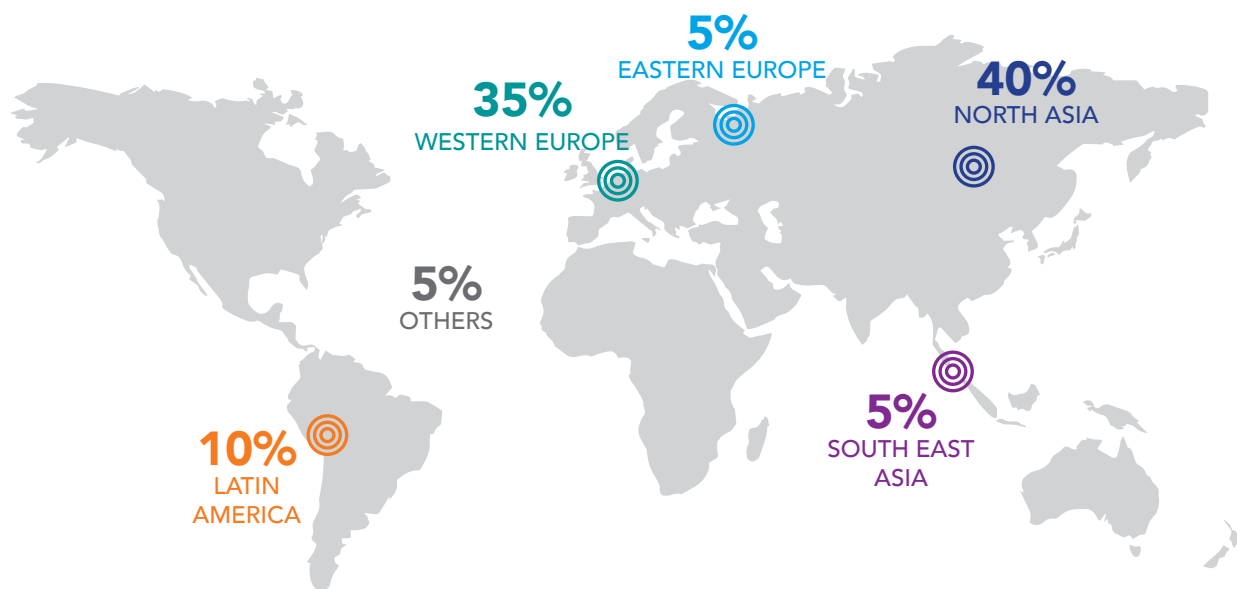 5%
EASTERN EUROPE
40%
NORTH ASIA
35%
WESTERN EUROPE
5%
OTHERS
5%
SOUTH EAST
ASIA
10%
LATIN
AMERICA